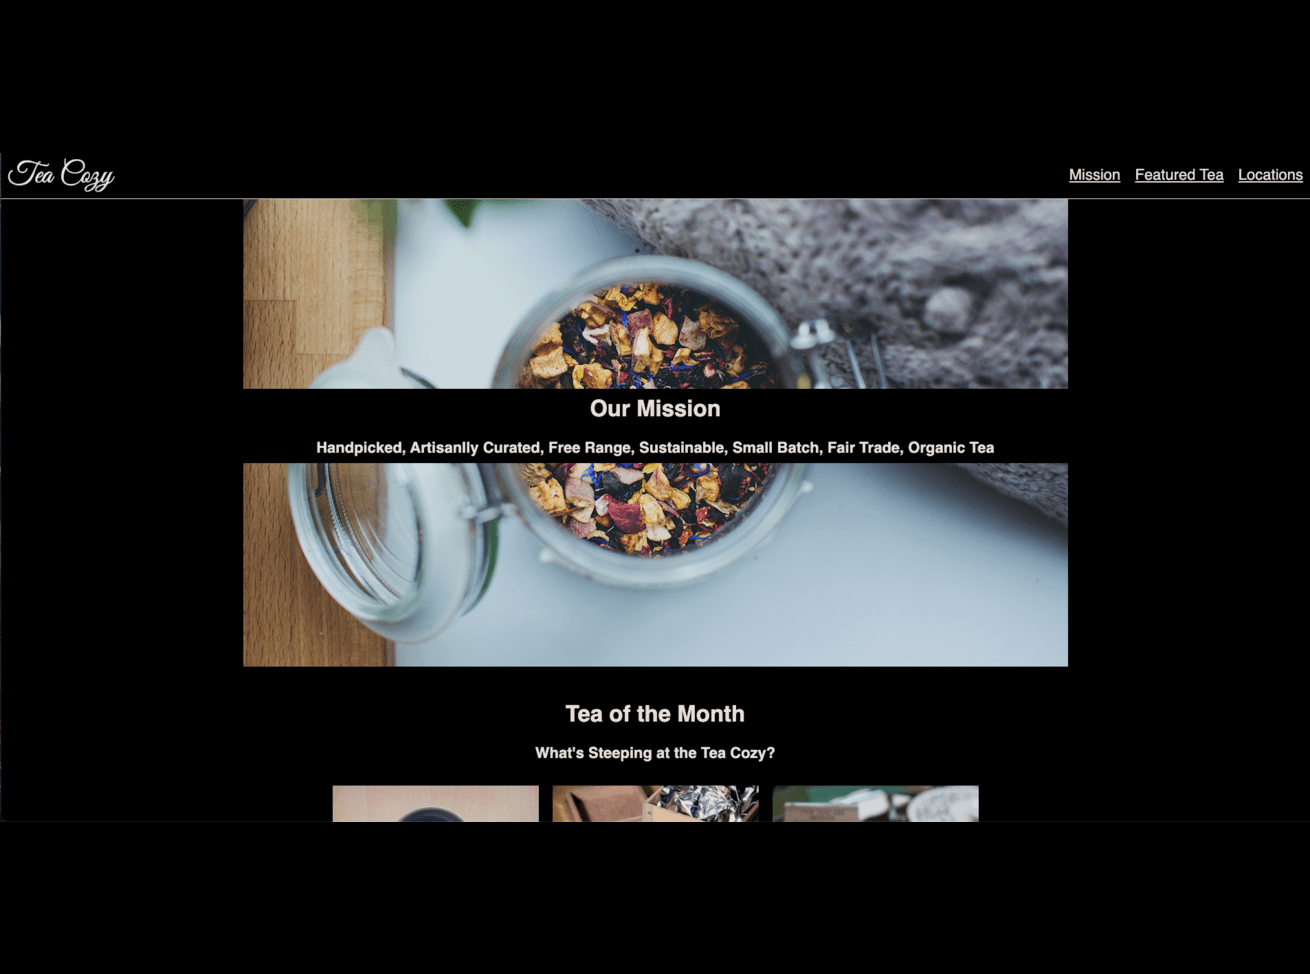 Tea Cozy
Mission Featured Tea Locations
Our Mission
Handpicked, Artisanlly Curated, Free Range, Sustainable, Small Batch, Fair Trade, Organic Tea
Tea of the Month
What's Steeping at the Tea Cozy?